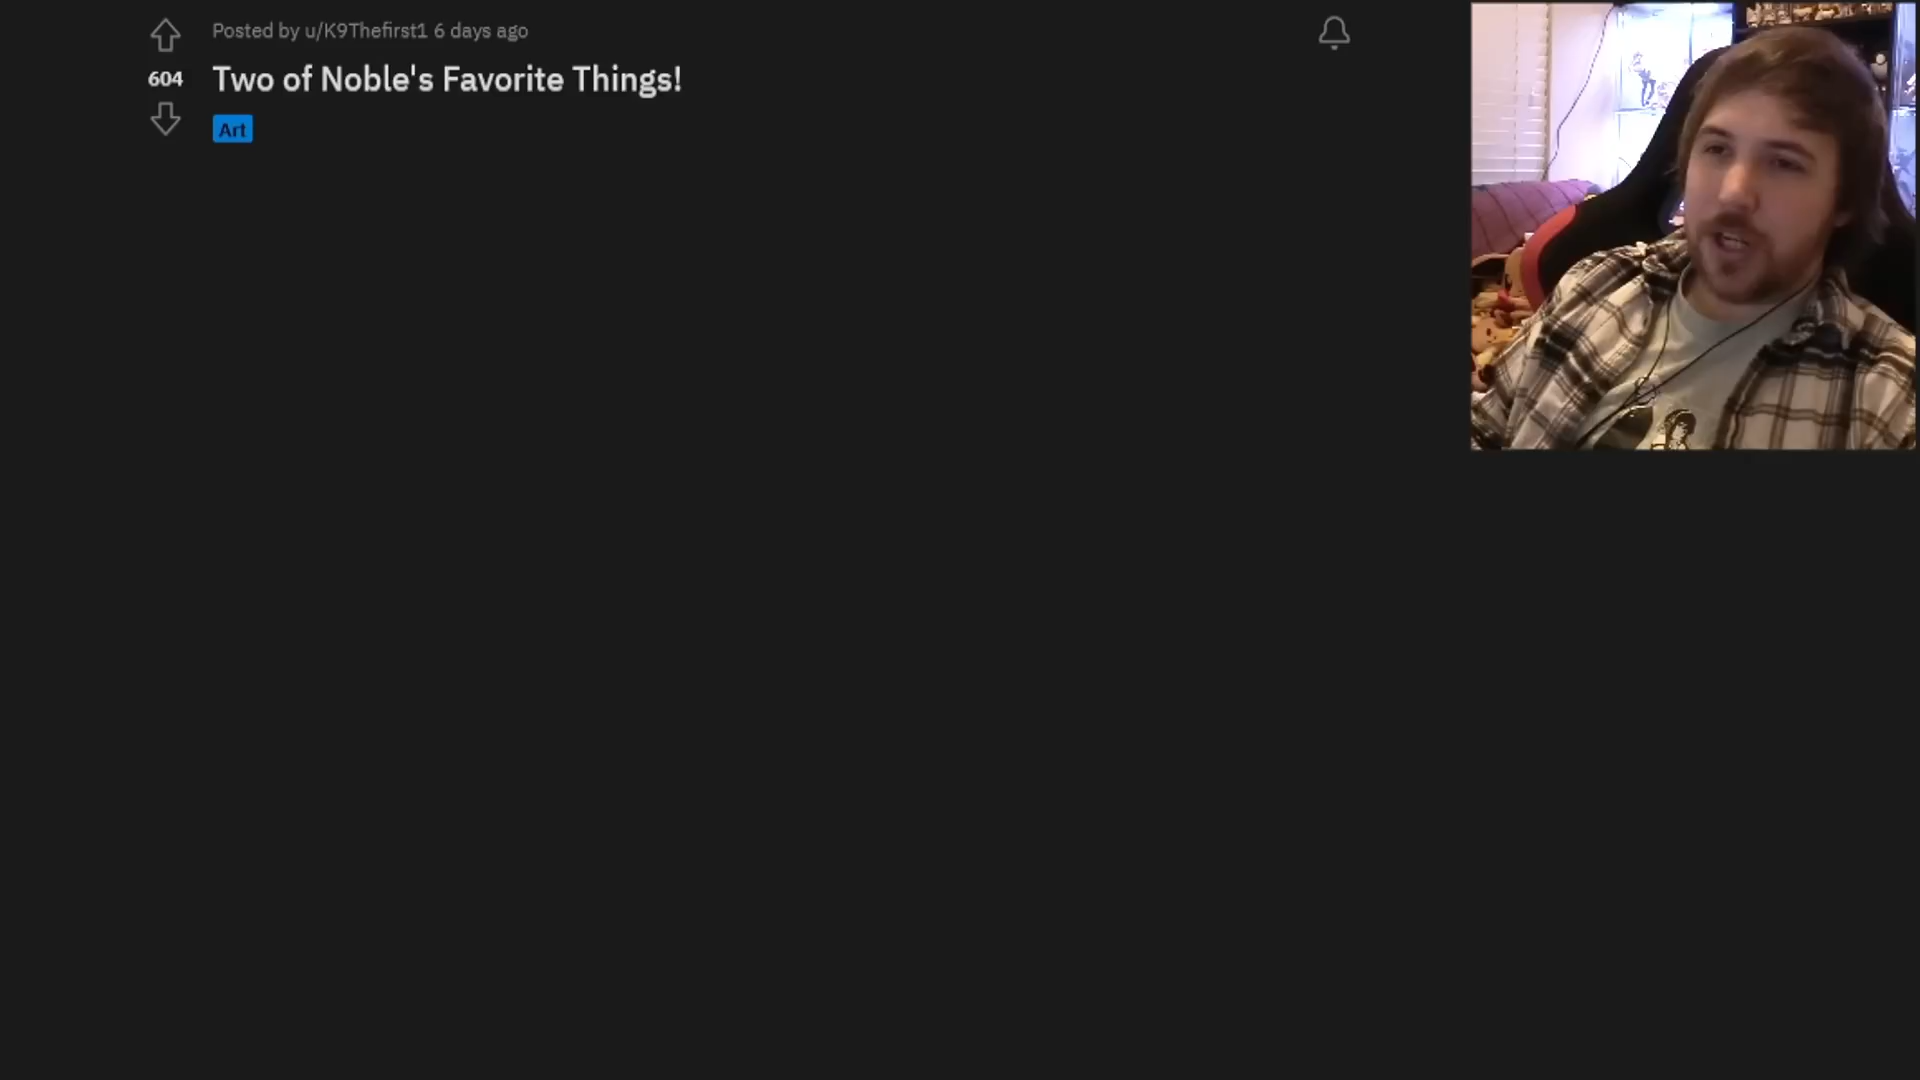 Posted by u/K9Thefirst1 6 days ago
604
Two of Noble's Favorite Things!
Art